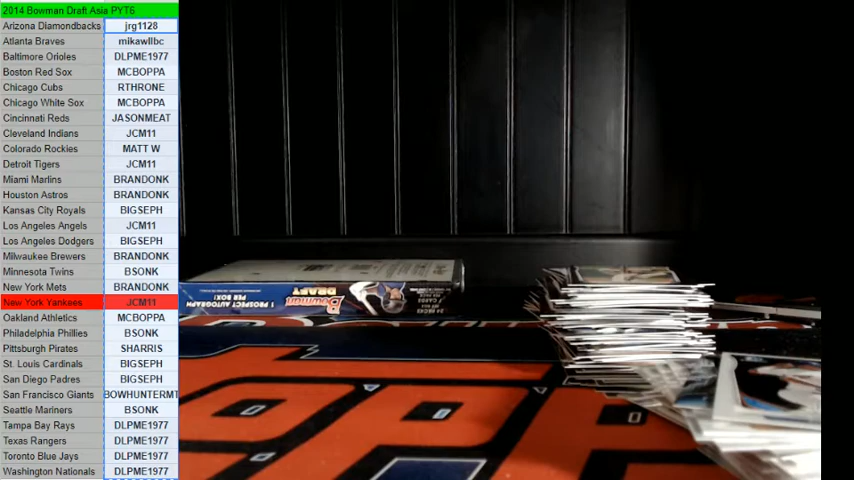 2014 Bowman Draft Asia PYT5
Arizona Diamondbacks jrg1128
Atlanta Braves mikawllbc
Baltimore Orioles DLPME1977
Boston Red Sox MCBOPPA
Chicago Cubs RTHRONE
Chicago White Sox MCBOPPA
Cincinnati Reds JASONMEAT
Cleveland Indians JCM11
Colorado Rockies MATT W
Detroit Tigers JCM11
Miami Marlins BRANDONK
Houston Astros BRANDONK
Kansas City Royals BIGSEPH
Los Angeles Angels JCM11
Los Angeles Dodgers BIGSEPH
Milwaukee Brewers BRANDONK
Minnesota Twins BSONK
New York Mets BRANDONK
New York Yankees JCM11
Oakland Athletics MCBOPPA
Philadelphia Phillies BSONK
Pittsburgh Pirates SHARRIS
St. Louis Cardinals BIGSEPH
San Diego Padres BIGSEPH
San Francisco Giants BOWHUNTERMT
Seattle Mariners BSONK
Tampa Bay Rays DLPME1977
Texas Rangers DLPME1977
Toronto Blue Jays DLPME1977
Washington Nationals DLPME1977
1 PROSPECT AUTOGRAPH
PER BOX!
Bowman
DRAFT